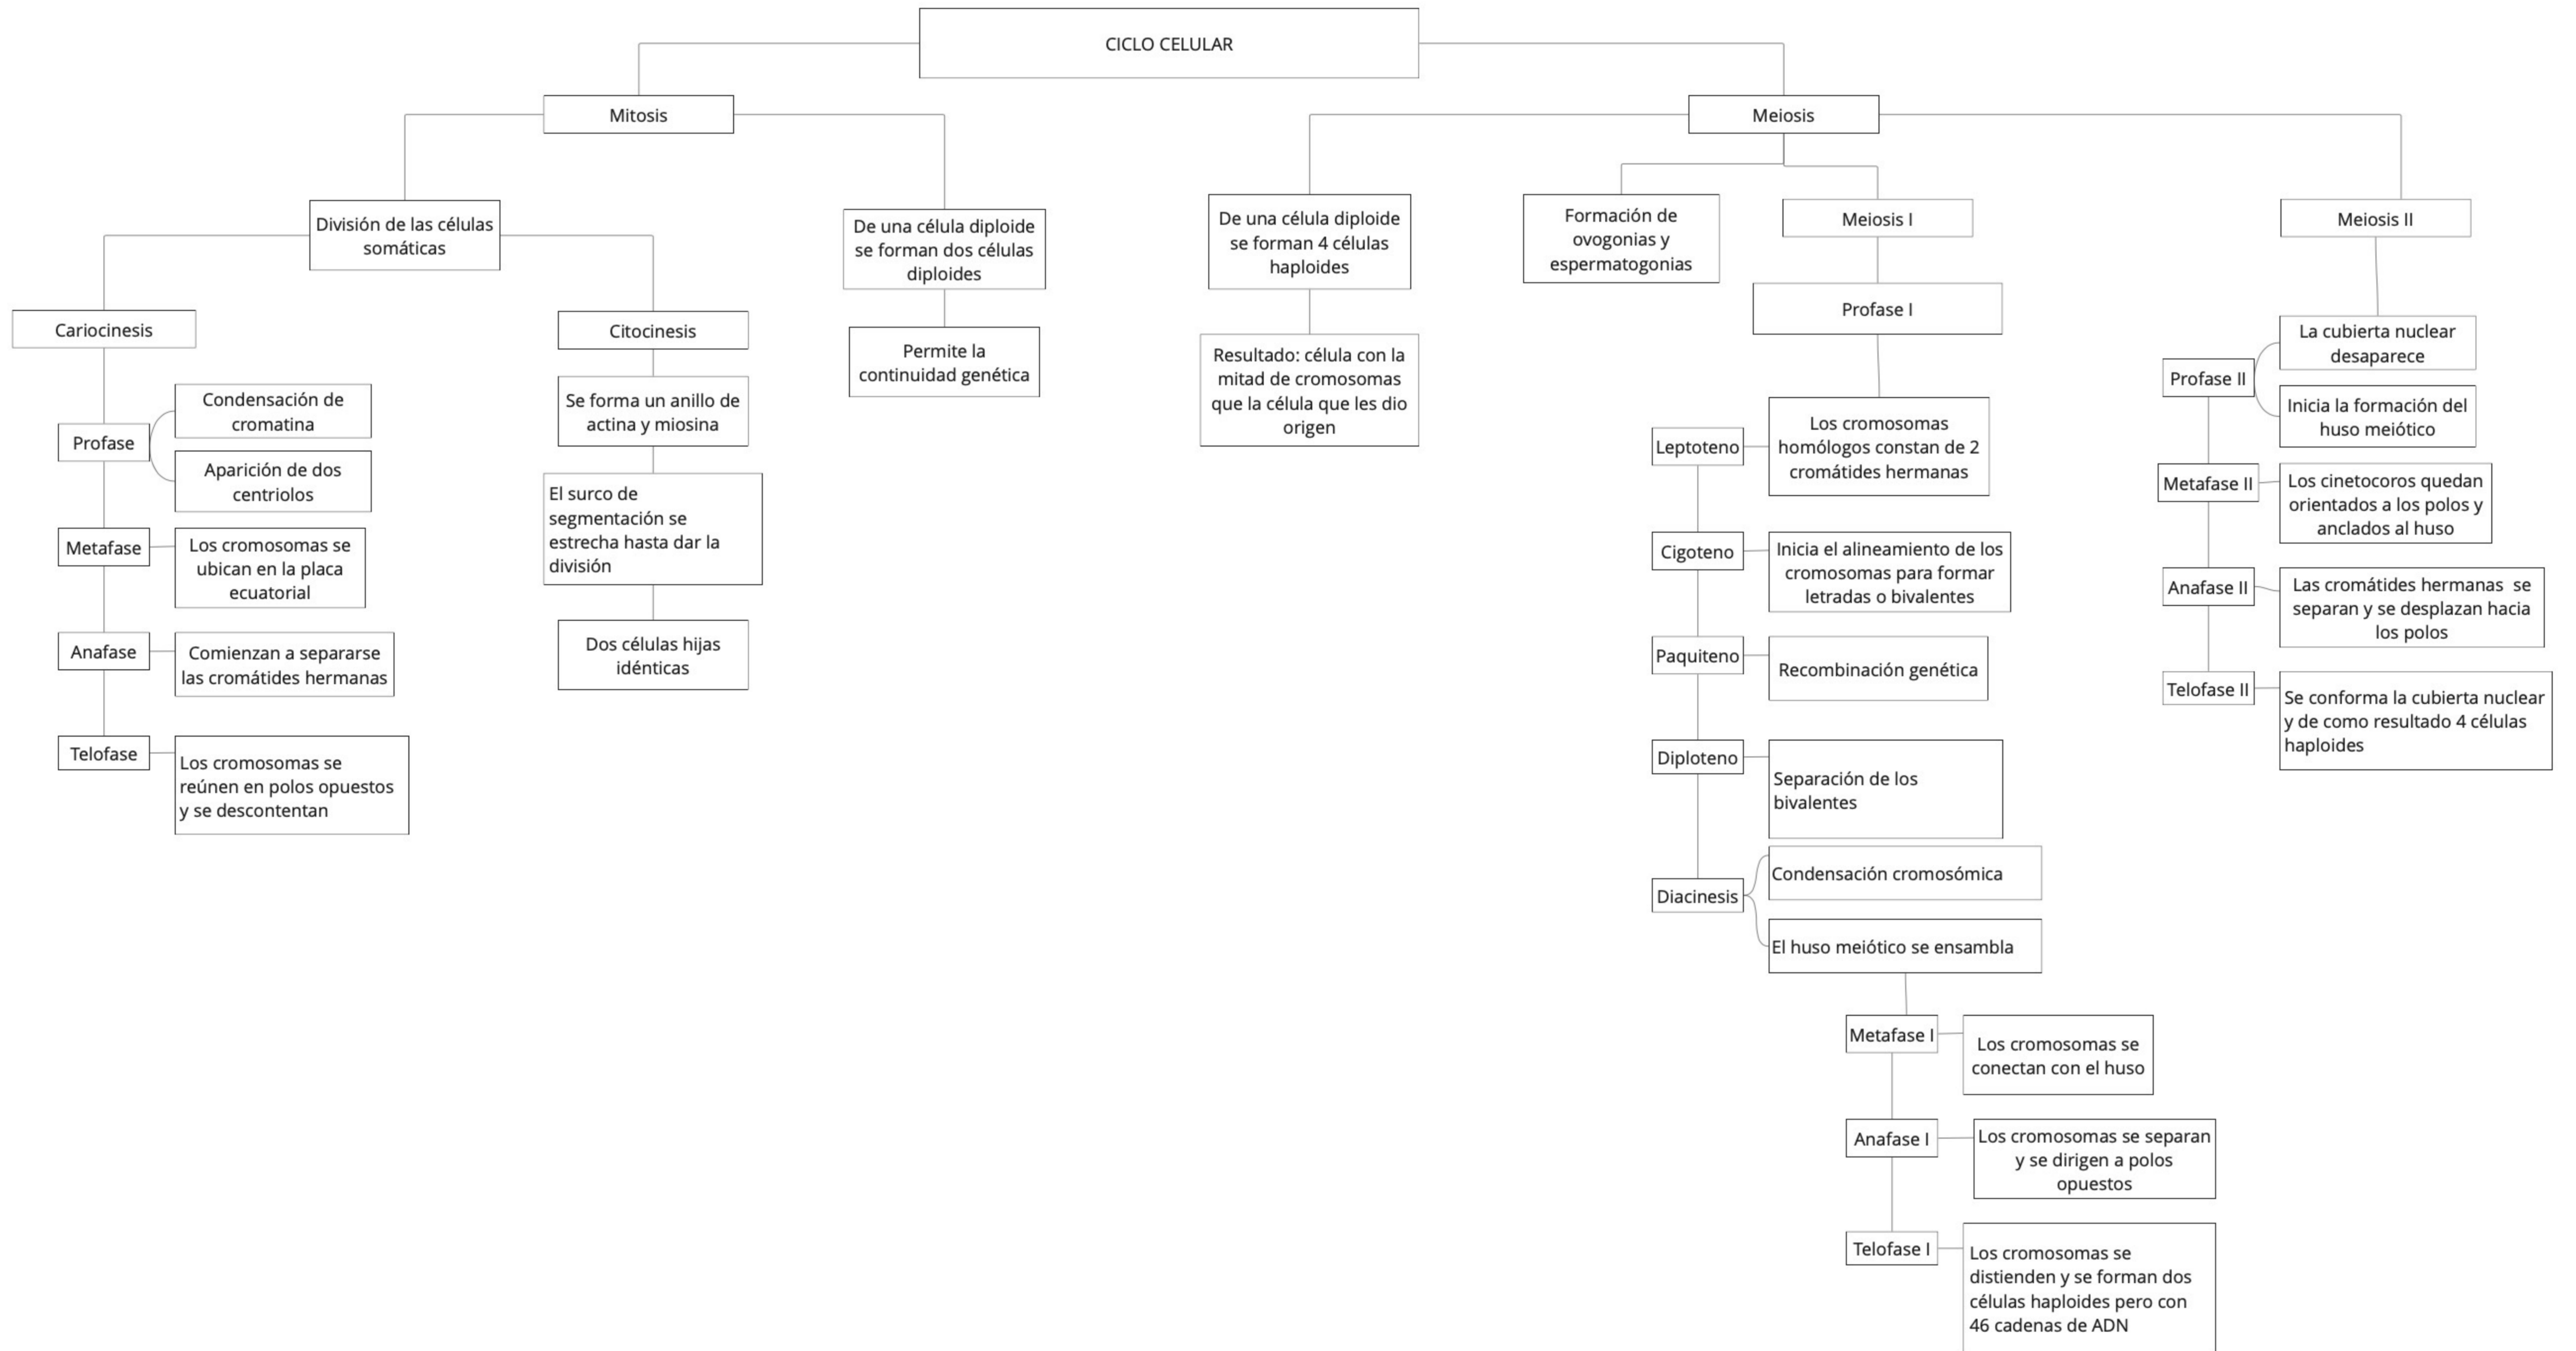 CICLO CELULAR
Mitosis
División de las células
somáticas
Cariocinesis
Profase
Condensación de
cromatina
Aparición de dos
centriolos
Metafase
Los cromosomas se
ubican en la placa
ecuatorial
Anafase
Comienzan a separarse
las cromátides hermanas
Telofase
Los cromosomas se
reúnen en polos opuestos
y se descontentan
Citocinesis
Se forma un anillo de
actina y miosina
El surco de
segmentación se
estrecha hasta dar la
división
Dos células hijas
idénticas
De una célula diploide
se forman dos células
diploides
Permite la
continuidad genética
Meiosis
De una célula diploide
se forman 4 células
haploides
Resultado: célula con la
mitad de cromosomas
que la célula que les dio
origen
Formación de
ovogonias y
espermatogonias
Meiosis I
Profase I
Leptoteno
Los cromosomas
homólogos constan de 2
cromátides hermanas
Cigoteno
Inicia el alineamiento de los
cromosomas para formar
letradas o bivalentes
Paquiteno
Recombinación genética
Diploteno
Separación de los
bivalentes
Diacinesis
Condensación cromosómica
El huso meiótico se ensambla
Metafase I
Los cromosomas se
conectan con el huso
Anafase I
Los cromosomas se separan
y se dirigen a polos
opuestos
Telofase I
Los cromosomas se
distienden y se forman dos
células haploides pero con
46 cadenas de ADN
Meiosis II
Profase II
La cubierta nuclear
desaparece
Inicia la formación del
huso meiótico
Metafase II
Los cinetocoros quedan
orientados a los polos y
anclados al huso
Anafase II
Las cromátides hermanas  se
separan y se desplazan hacia
los polos
Telofase II
Se conforma la cubierta nuclear
y de como resultado 4 células
haploides